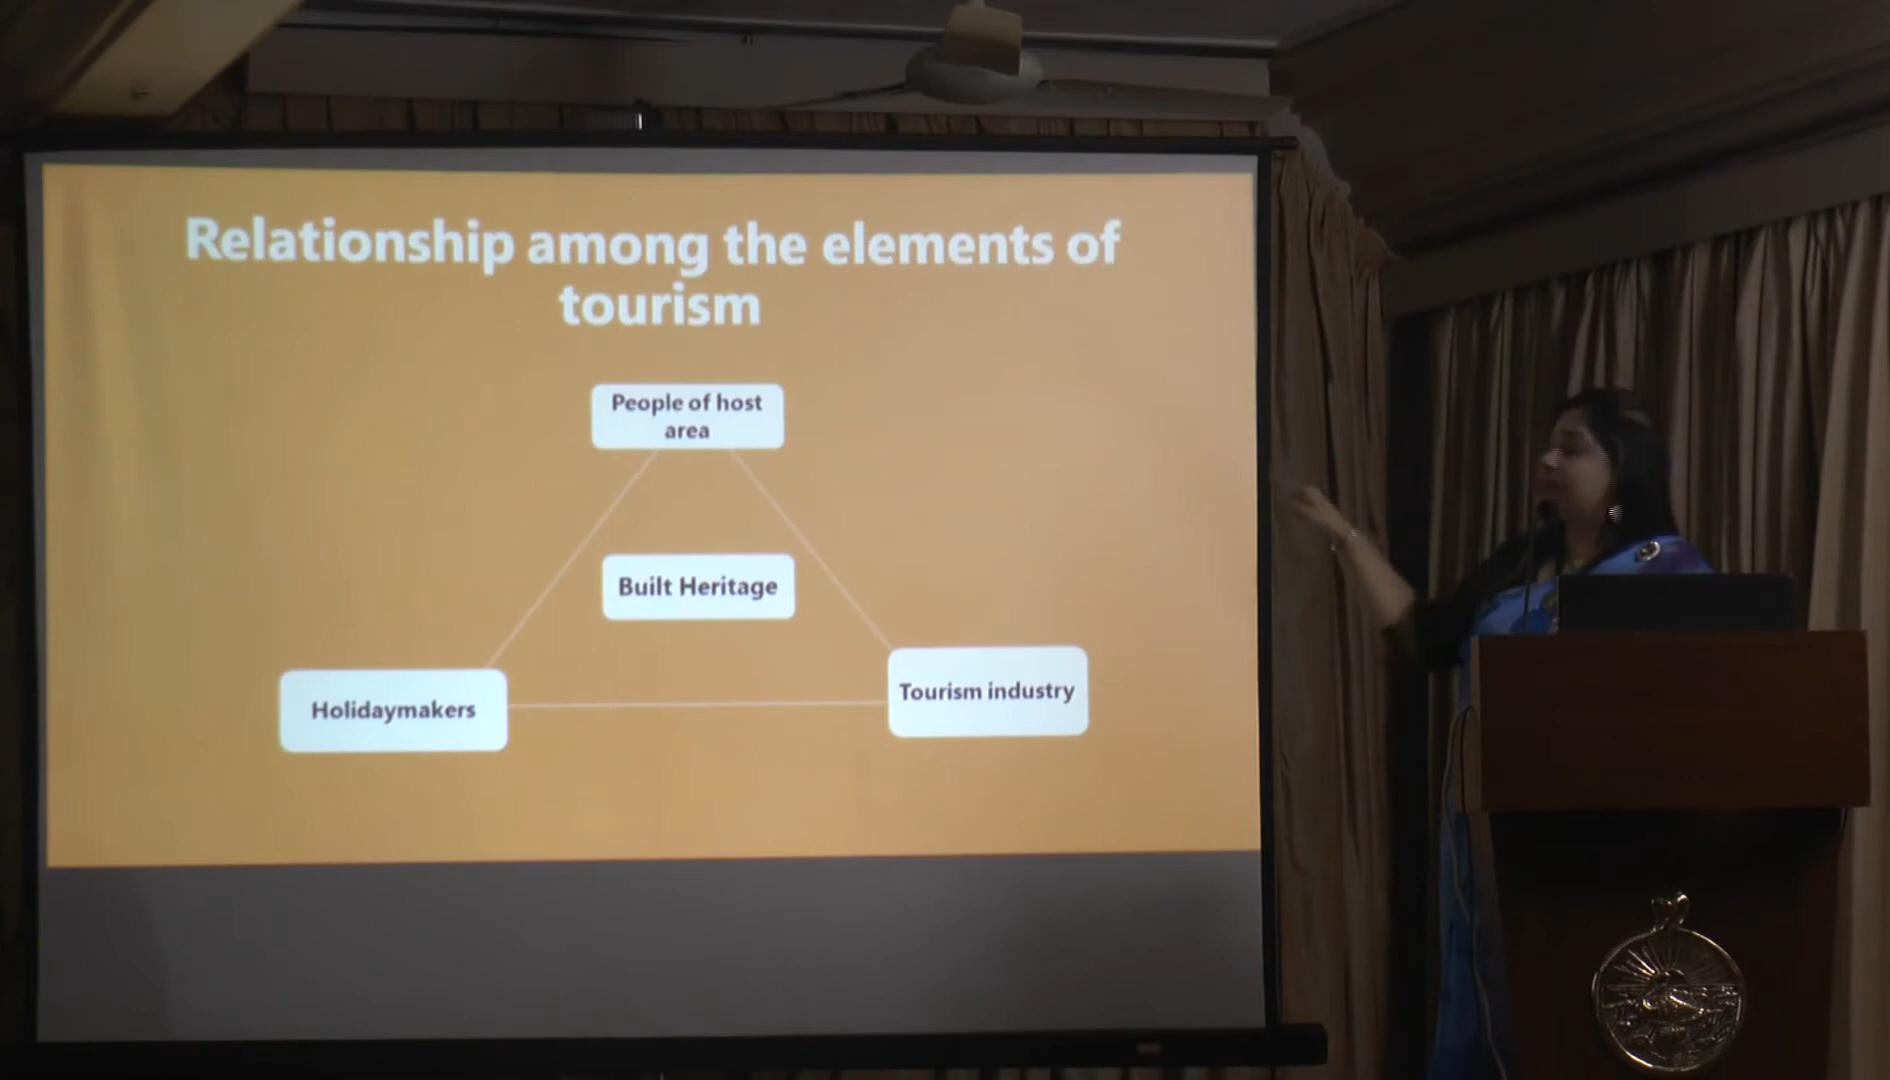 Relationship among the elements of
tourism
People of host
area
Built Heritage
Holidaymakers
Tourism industry